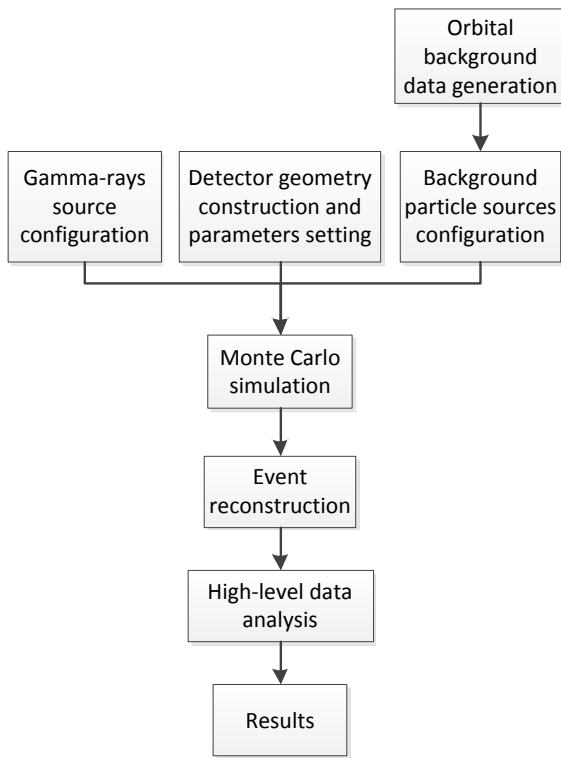 Orbital
background
data generation
Gamma-rays
source
configuration
Detector geometry
construction and
parameters setting
Background
particle sources
configuration
Monte Carlo
simulation
Event
reconstruction
High-level data
analysis
Results